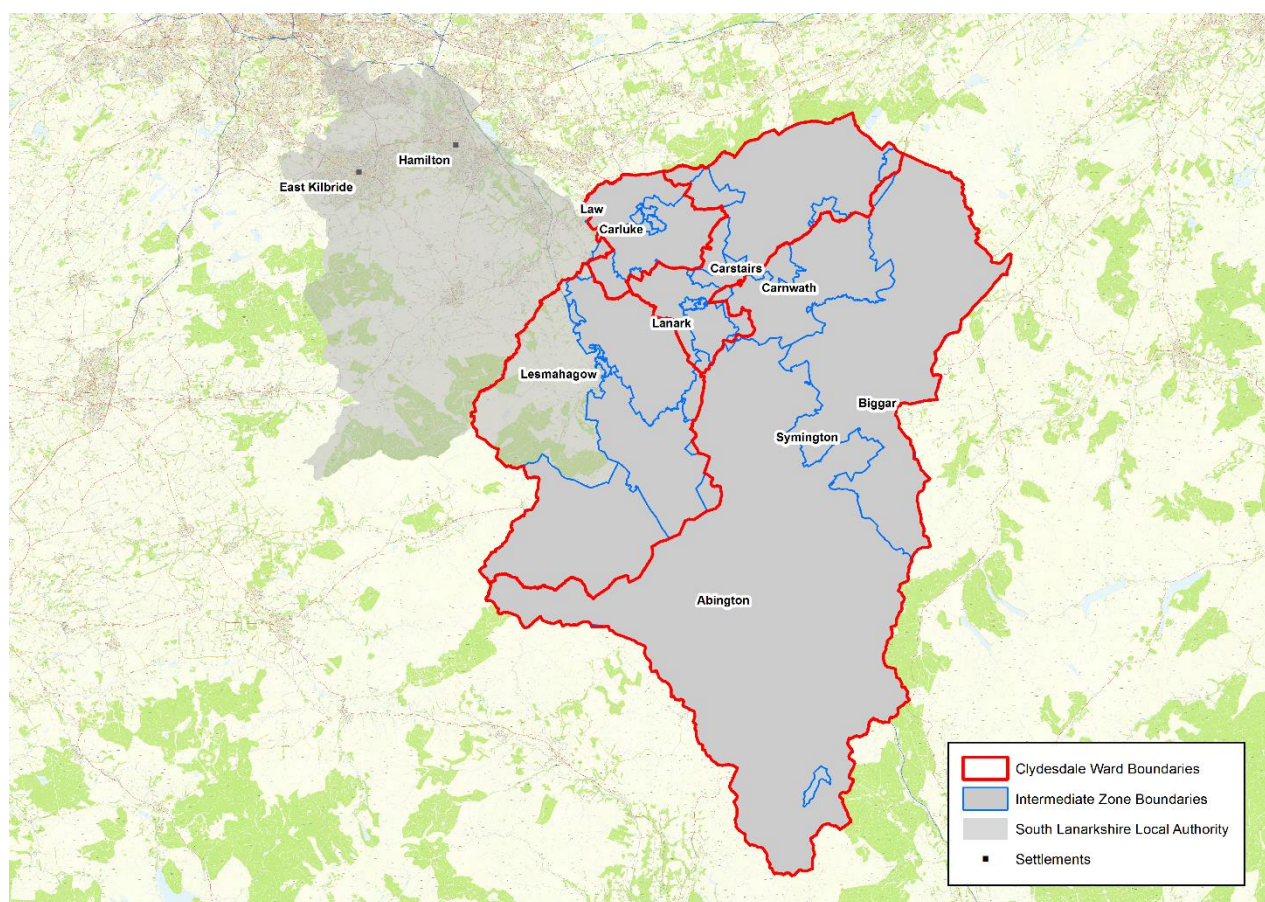 Hamilton
East Kilbride
Law
Carluke
Carstairs
Carnwath
Lanark
Lesmahagow
Biggar
Symington
Abington
Clydesdale Ward Boundaries
Intermediate Zone Boundaries
South Lanarkshire Local Authority
Settlements